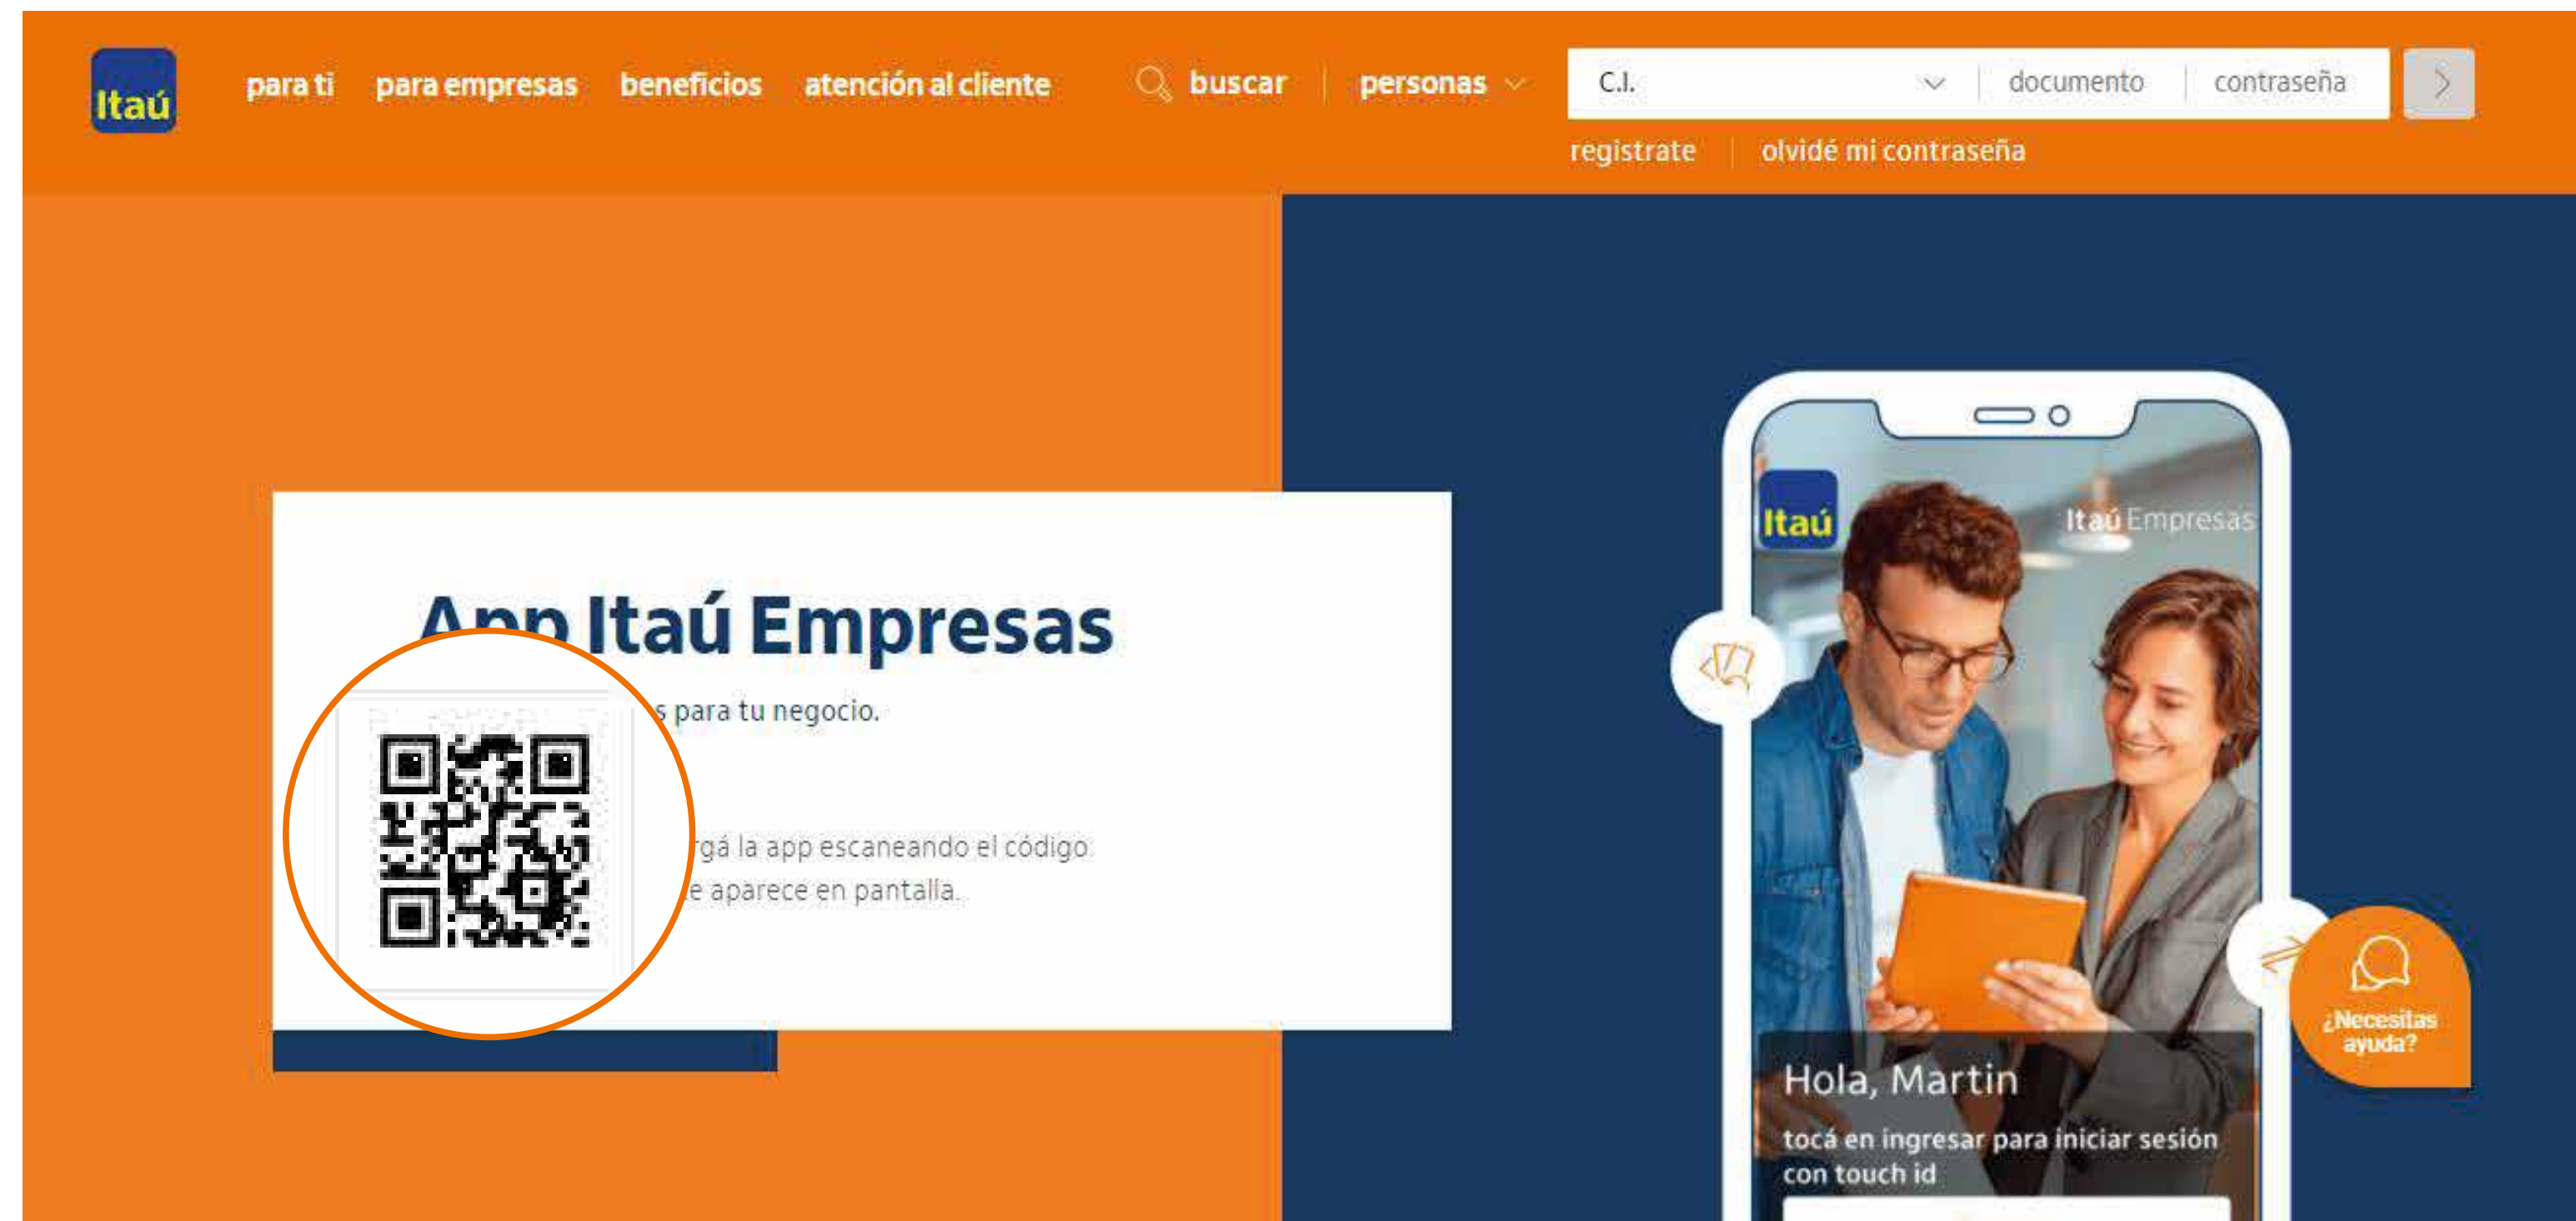 Itaú
para ti para empresas beneficios atención al cliente buscar personas C.I. documento contraseña
registrate olvidé mi contraseña
App Itaú Empresas
para tu negocio.
la app escaneando el código
aparece en pantalla.
Itaú
Itaú Empresas
Hola, Martin
tocá en ingresar para iniciar sesión
con touch id
¿Necesitas
ayuda?